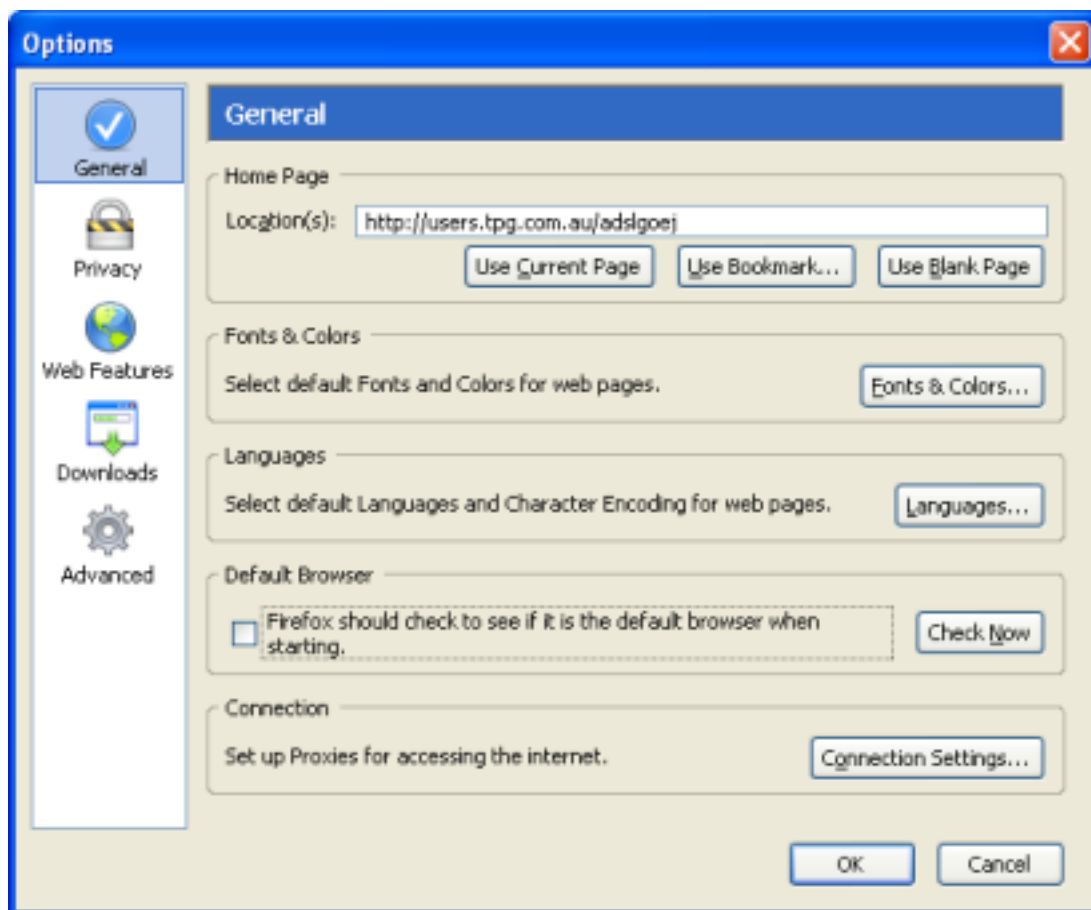 Options
General
General
Privacy
Web Features
Downloads
Advanced
Home Page
Location(s): http://users.tpg.com.au/adslgoej
Use Current Page Use Bookmark... Use Blank Page
Fonts & Colors
Select default Fonts and Colors for web pages. Fonts & Colors...
Languages
Select default Languages and Character Encoding for web pages. Languages...
Default Browser
Firefox should check to see if it is the default browser when
starting.
Check Now
Connection
Set up Proxies for accessing the internet. Connection Settings...
OK Cancel